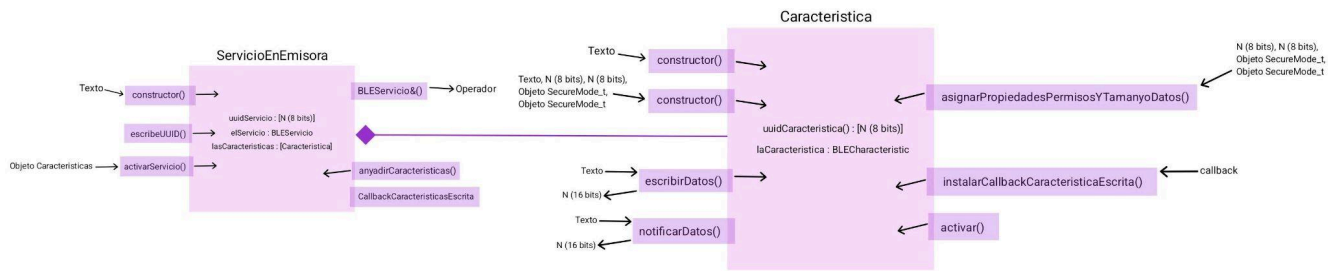 ServicioEnEmisora
Texto
constructor()
escribeUUID()
Objeto Características
activarServicio()
uuidServicio : [N (8 bits)]
elServicio : BLEServicio
lasCaracteristicas : [Caracteristica]
BLEServicio&()
Operador
anyadirCaracteristicas()
CallbackCaracteristicasEscrita
Caracteristica
Texto
constructor()
Texto, N (8 bits), N (8 bits),
Objeto SecureMode_t,
Objeto SecureMode_t
constructor()
uuidCaracteristica() : [N (8 bits)]
laCaracteristica : BLECharacteristic
Texto
escribirDatos()
N (16 bits)
Texto
notificarDatos()
N (16 bits)
N (8 bits), N (8 bits),
Objeto SecureMode_t,
Objeto SecureMode_t
asignarPropiedadesPermisosYTamanyoDatos()
instalarCallbackCaracteristicaEscrita()
callback
activar()